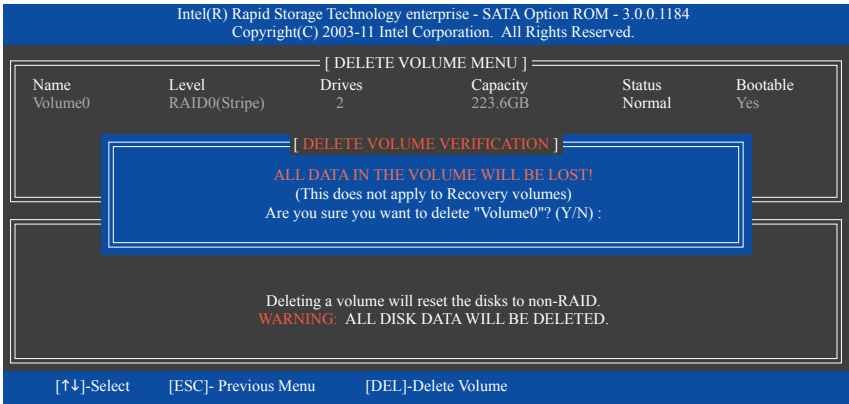 Intel(R) Rapid Storage Technology enterprise - SATA Option ROM - 3.0.0.1184
Copyright(C) 2003-11 Intel Corporation.  All Rights Reserved.
[ DELETE VOLUME MENU ]
Name Level Drives Capacity Status Bootable
Volume0 RAID0(Stripe) 2 223.6GB Normal Yes
[ DELETE VOLUME VERIFICATION ]
ALL DATA IN THE VOLUME WILL BE LOST!
(This does not apply to Recovery volumes)
Are you sure you want to delete "Volume0"? (Y/N) :
Deleting a volume will reset the disks to non-RAID.
WARNING:  ALL DISK DATA WILL BE DELETED.
[↑↓]-Select [ESC]- Previous Menu [DEL]-Delete Volume